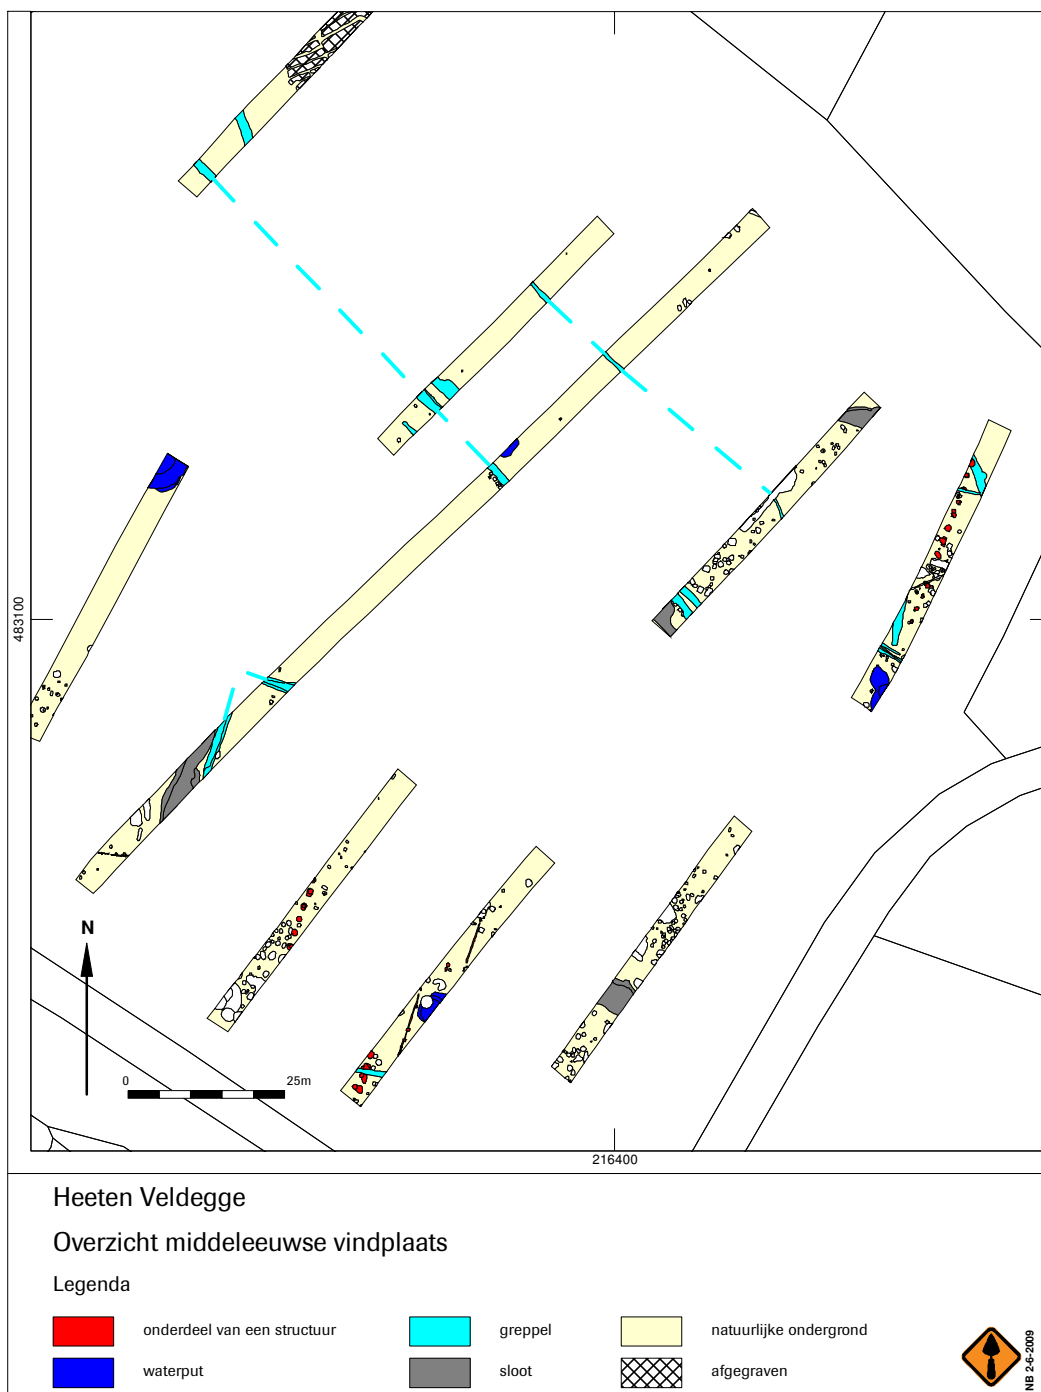 483100
N
0 25m
216400
Heeten Veldegge
Overzicht middeleeuwse vindplaats
Legenda
onderdeel van een structuur greppel natuurlijke ondergrond
waterput sloot afgegraven
NB 2-6-2009